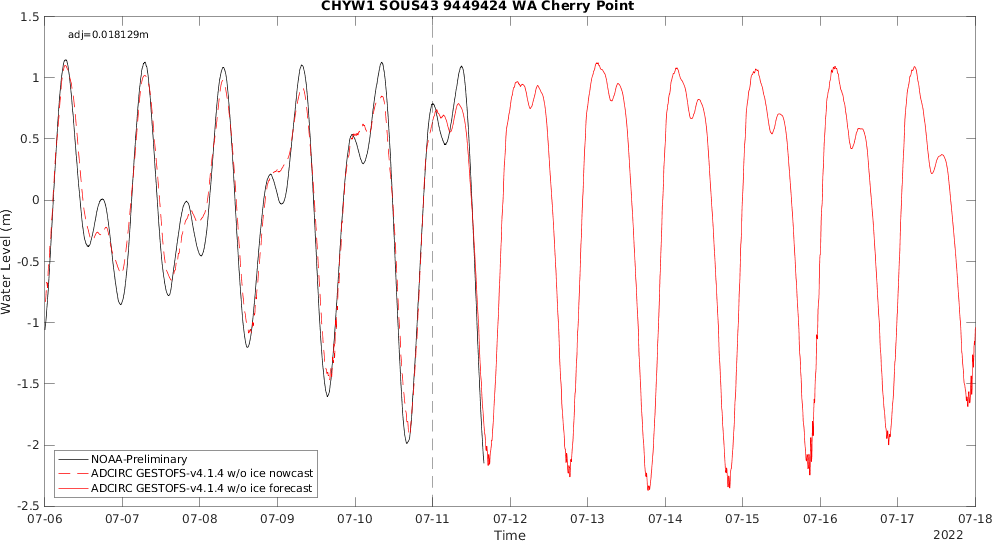 CHYW1 SOUS43 9449424 WA Cherry Point
adj=0.018129m
1.5
1
0.5
0
-0.5
-1
-1.5
-2
-2.5
Water Level (m)
NOAA-Preliminary
ADCIRC GESTOFS-v4.1.4 w/o ice nowcast
ADCIRC GESTOFS-v4.1.4 w/o ice forecast
07-06 07-07 07-08 07-09 07-10 07-11 07-12 07-13 07-14 07-15 07-16 07-17 07-18
Time
2022